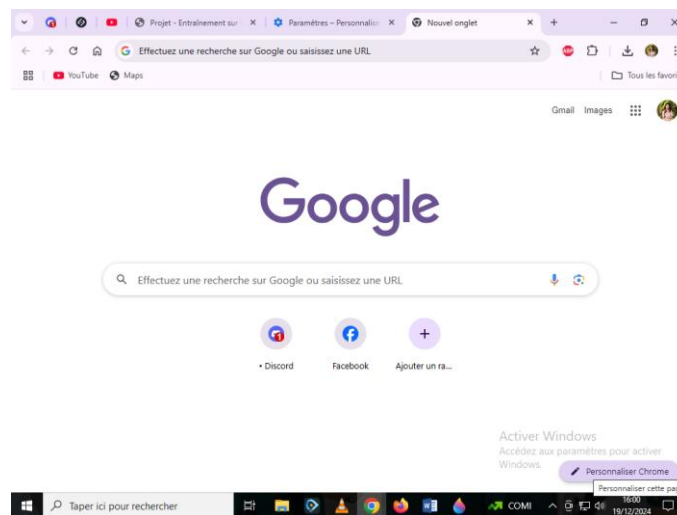 Projet - Entraînement sur
Paramètres – Personnalis
Nouvel onglet
Effectuez une recherche sur Google ou saisissez une URL
YouTube
Maps
Tous les favori
Gmail
Images
Google
Effectuez une recherche sur Google ou saisissez une URL
• Discord
Facebook
Ajouter un ra...
Activer Windows
Accédez aux paramètres pour activer
Windows.
Personnaliser Chrome
Personnaliser cette pa
Taper ici pour rechercher
COMI
16:00
19/12/2024